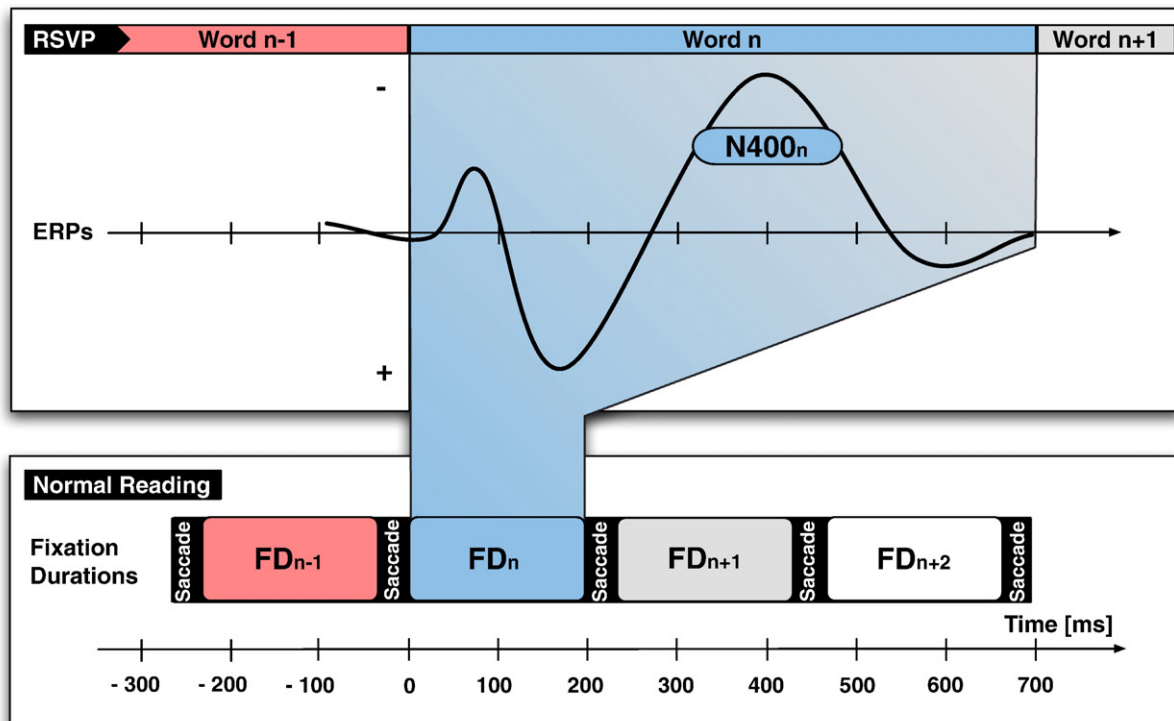 RSVP Word n-1 Word n Word n+1
-
N400n
ERPs
+
Normal Reading
Fixation
Durations
Saccade FDn-1 Saccade FDn Saccade FDn+1 Saccade FDn+2 Saccade
Time [ms]
- 300 - 200 - 100 0 100 200 300 400 500 600 700